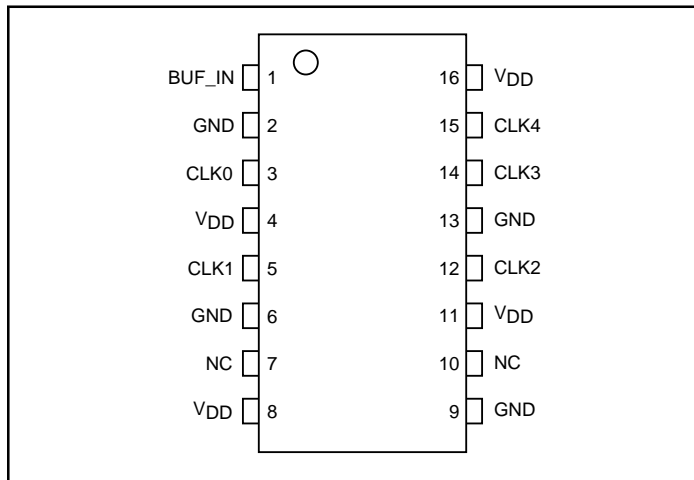 BUF_IN 1 16 VDD
GND 2 15 CLK4
CLK0 3 14 CLK3
VDD 4 13 GND
CLK1 5 12 CLK2
GND 6 11 VDD
NC 7 10 NC
VDD 8 9 GND